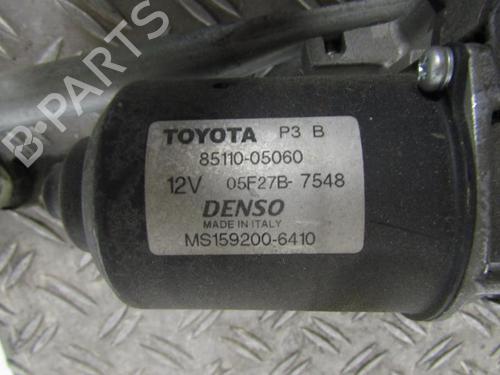 TOYOTA P3 B
85110-05060
12V 05F27B- 7548
DENSO
MADE IN ITALY
MS159200-6410
B-PARTS